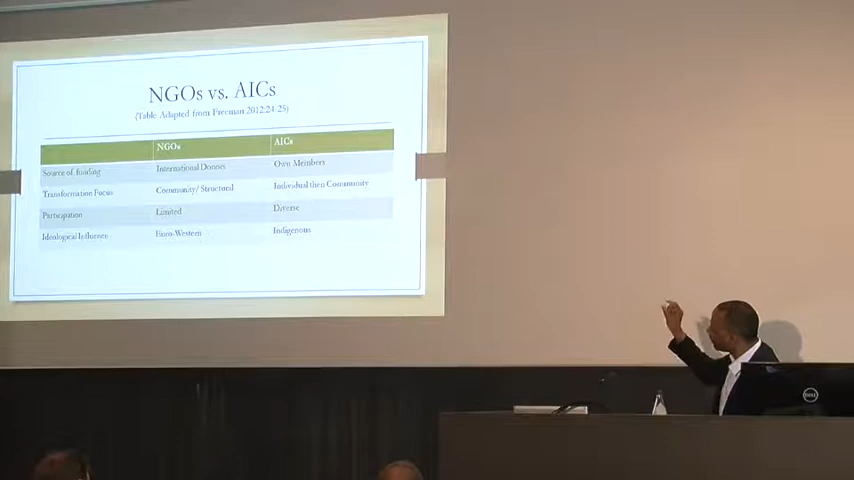 NGOs vs. AICs
(Table Adapted from Freeman 2012:24-25)
NGOs AICs
Source of funding International Donors Own Members
Transformation Focus Community/ Structural Individual then Community
Participation Limited Diverse
Ideological Influence Euro-Western Indigenous
DELL